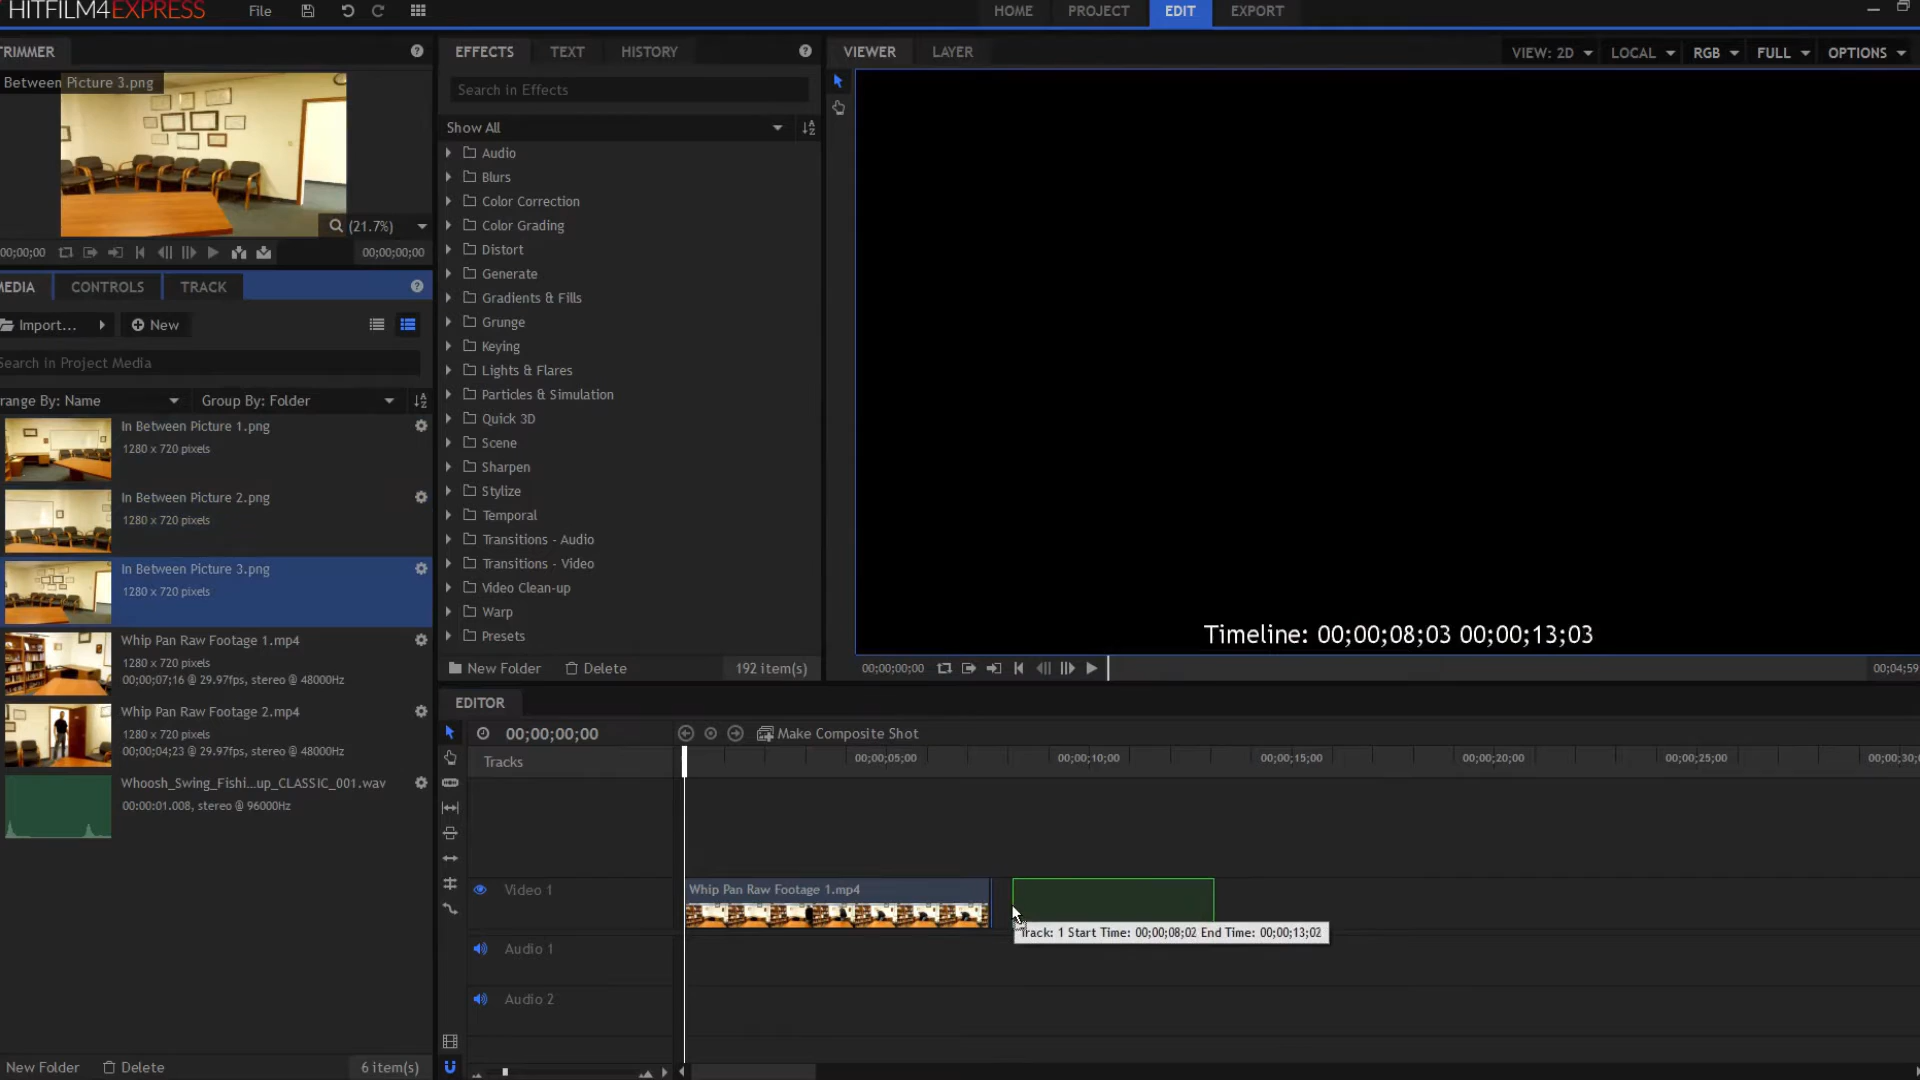 HITFILM4EXPRESS
File
HOME
PROJECT
EDIT
EXPORT
TRIMMER
Between Picture 3.png
(21.7%)
00;00;00
00;00;00;00
MEDIA
CONTROLS
TRACK
Import...
New
Search in Project Media
range By: Name
Group By: Folder
In Between Picture 1.png
1280 x 720 pixels
In Between Picture 2.png
1280 x 720 pixels
In Between Picture 3.png
1280 x 720 pixels
Whip Pan Raw Footage 1.mp4
1280 x 720 pixels
00;00;07;16 @ 29.97fps, stereo @ 48000Hz
Whip Pan Raw Footage 2.mp4
1280 x 720 pixels
00;00;04;23 @ 29.97fps, stereo @ 48000Hz
Whoosh_Swing_Fishi...up_CLASSIC_001.wav
00:00:01.008, stereo @ 96000Hz
New Folder
Delete
6 item(s)
EFFECTS
TEXT
HISTORY
Search in Effects
Show All
Audio
Blurs
Color Correction
Color Grading
Distort
Generate
Gradients & Fills
Grunge
Keying
Lights & Flares
Particles & Simulation
Quick 3D
Scene
Sharpen
Stylize
Temporal
Transitions - Audio
Transitions - Video
Video Clean-up
Warp
Presets
New Folder
Delete
192 item(s)
VIEWER
LAYER
VIEW: 2D
LOCAL
RGB
FULL
OPTIONS
Timeline: 00;00;08;03 00;00;13;03
00;00;00;00
00;04;59
EDITOR
00;00;00;00
Make Composite Shot
Tracks
00;00;05;00
00;00;10;00
00;00;15;00
00;00;20;00
00;00;25;00
00;00;30;0
Video 1
Whip Pan Raw Footage 1.mp4
Track: 1 Start Time: 00;00;08;02 End Time: 00;00;13;02
Audio 1
Audio 2